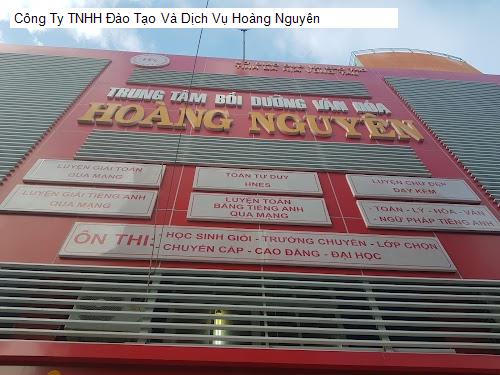 Công Ty TNHH Đào Tạo Và Dịch Vụ Hoàng Nguyên
TRUNG TÂM BỒI DƯỠNG VĂN HÓA
HOÀNG NGUYÊN
LUYỆN GIẢI TOÁN
QUA MẠNG
TOÁN TƯ DUY
HNES
LUYỆN CHỮ ĐẸP
DẠY KÈM
LUYỆN GIẢI TIẾNG ANH
QUA MẠNG
LUYỆN TOÁN
BẰNG TIẾNG ANH
QUA MẠNG
- TOÁN - LÝ - HÓA - VĂN
- NGỮ PHÁP TIẾNG ANH
ÔN THI:
- HỌC SINH GIỎI - TRƯỜNG CHUYÊN - LỚP CHỌN
- CHUYỂN CẤP - CAO ĐẲNG - ĐẠI HỌC